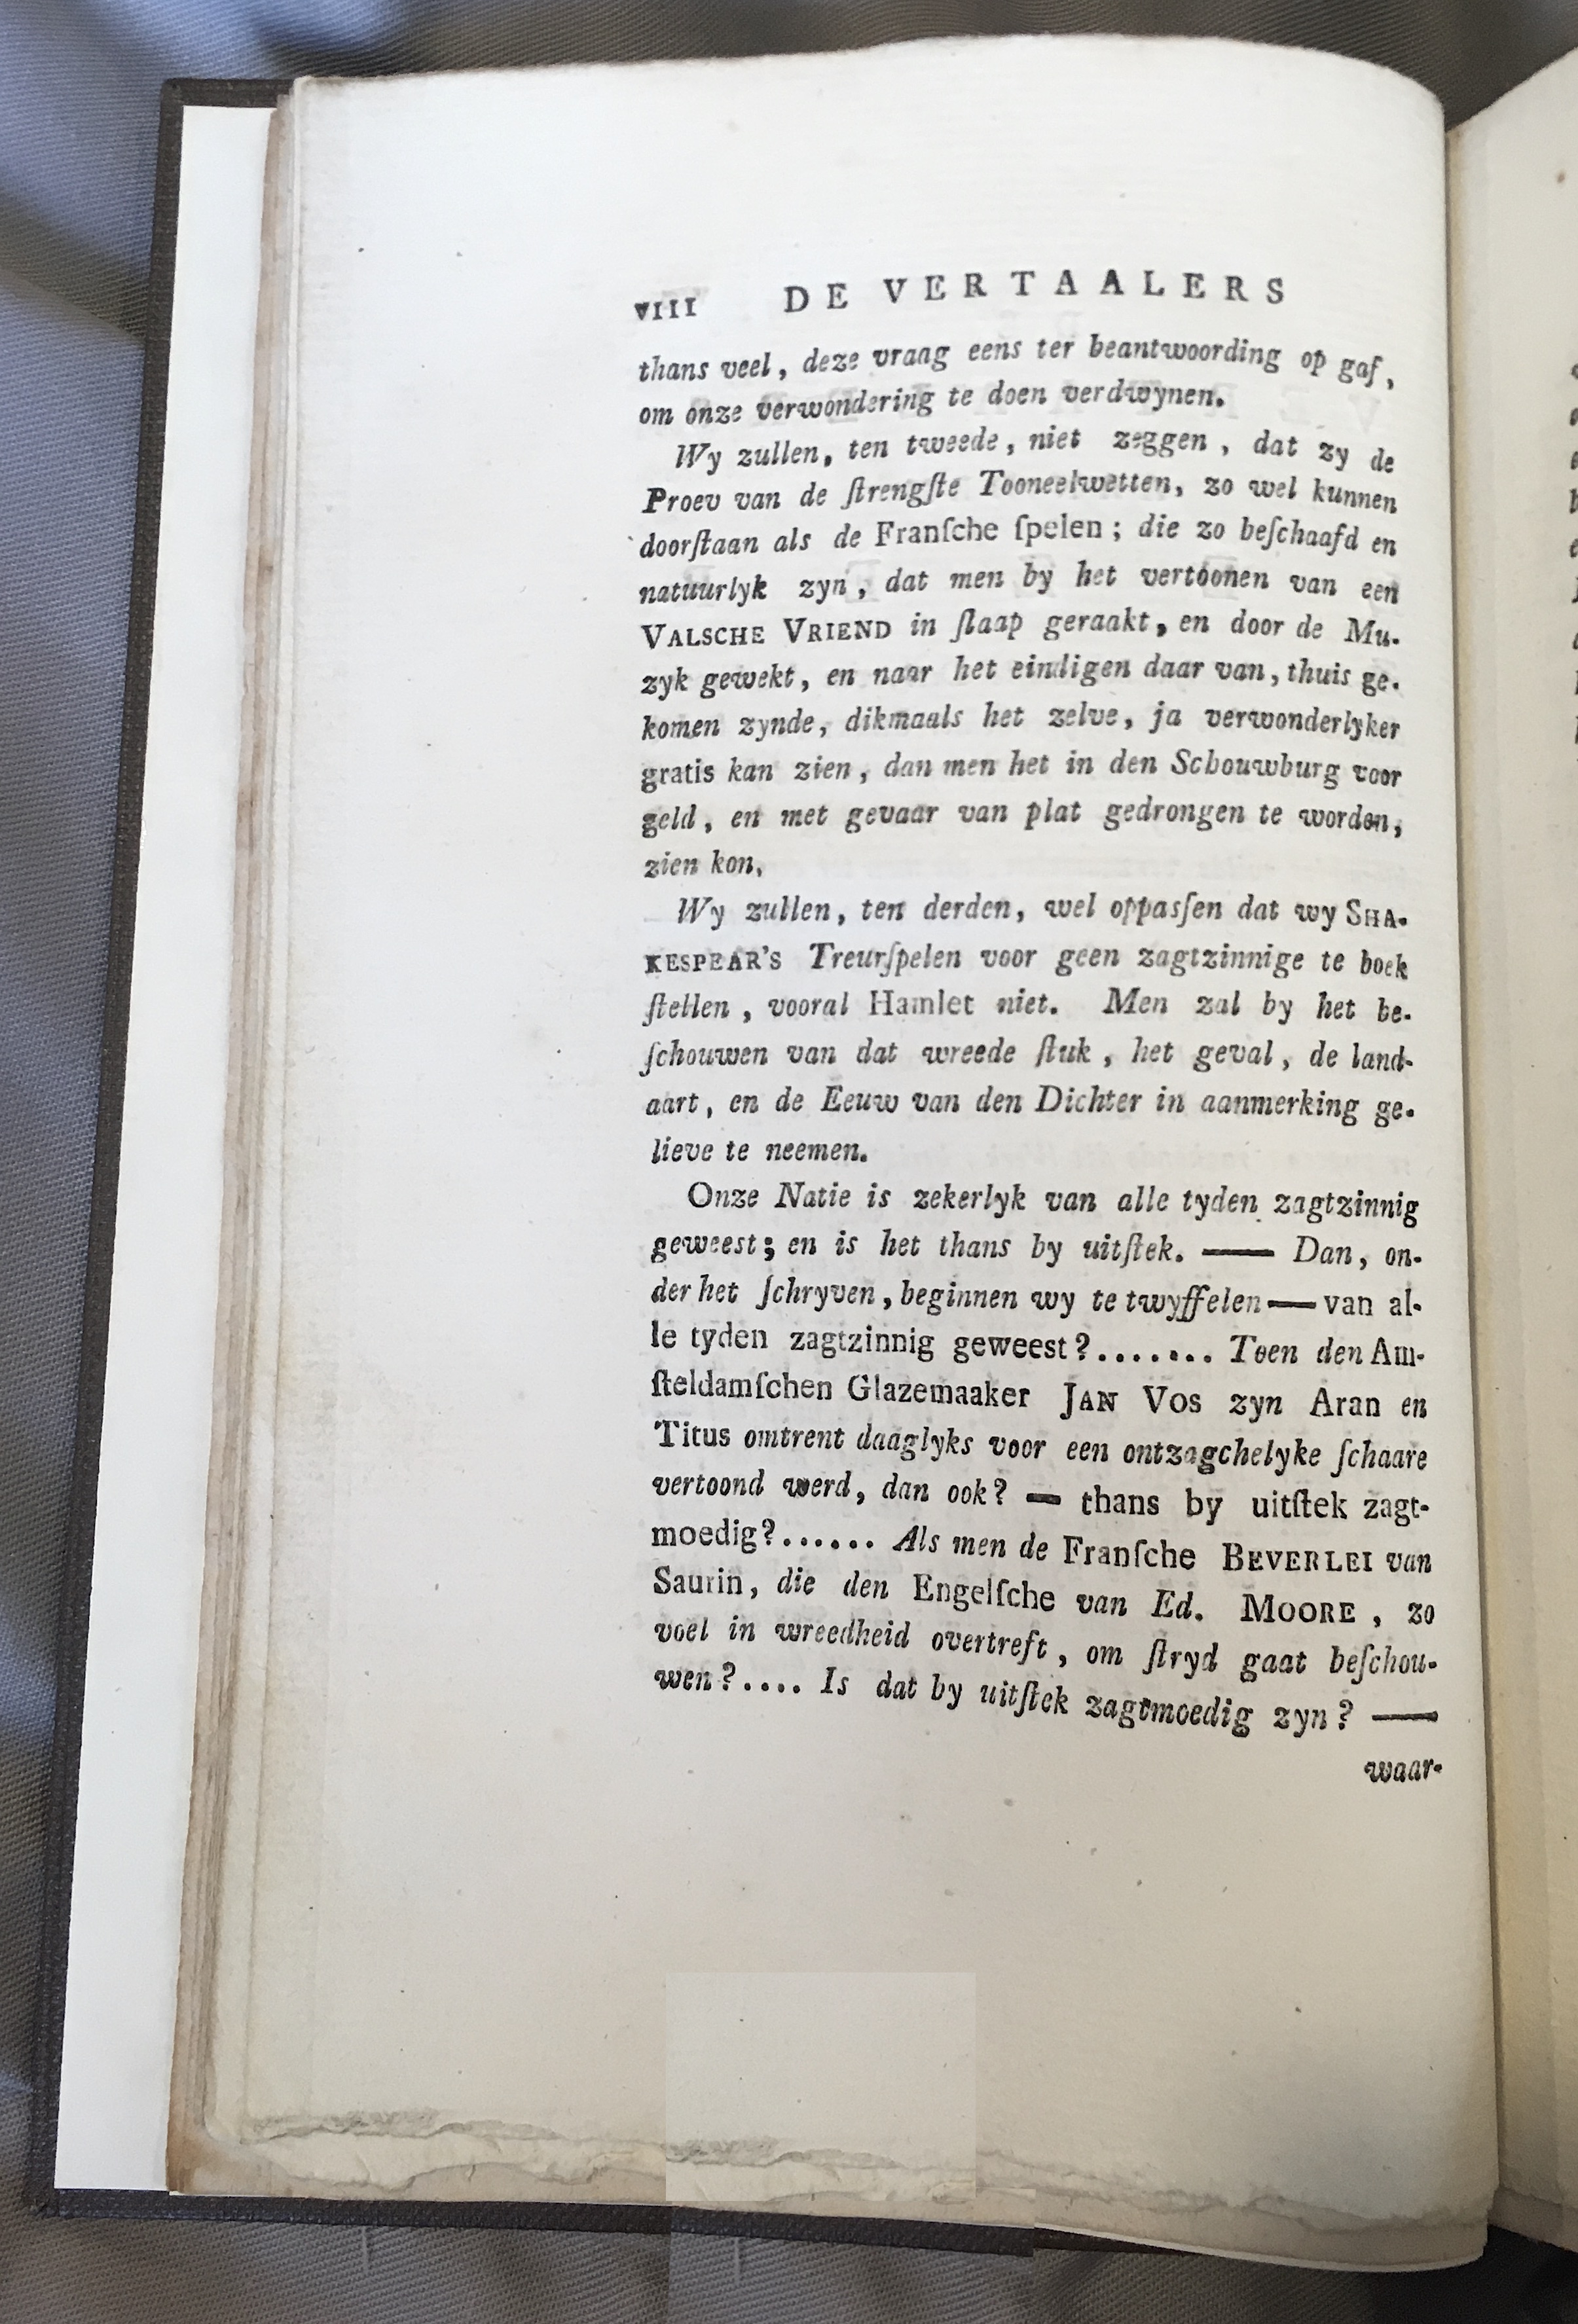 VIII DE VERTAALERS
thans veel, deze vraag eens ter beantwoording op gaf,
om onze verwondering te doen verdwynen.
Wy zullen, ten tweede, niet zeggen, dat zy de
Proev van de ſtrengſte Tooneelwetten, zo wel kunnen
doorſtaan als de Franſche ſpelen; die zo beſchaafd en
natuurlyk zyn, dat men by het vertoonen van een
VALSCHE VRIEND in ſlaap geraakt, en door de Mu-
zyk gewekt, en naar het eindigen daar van, thuis ge-
komen zynde, dikmaals het zelve, ja verwonderlyker
gratis kan zien, dan men het in den Schouwburg voor
geld, en met gevaar van plat gedrongen te worden,
zien kon.
Wy zullen, ten derden, wel oppasſen dat wy SHA-
KESPEAR'S Treurſpelen voor geen zagtzinnige te boek
ſtellen, vooral Hamlet niet. Men zal by het be-
ſchouwen van dat wreede ſtuk, het geval, de land-
aart, en de Eeuw van den Dichter in aanmerking ge-
lieve te neemen.
Onze Natie is zekerlyk van alle tyden zagtzinnig
geweest; en is het thans by uitſtek. — Dan, on-
der het ſchryven, beginnen wy te twyffelen — van al-
le tyden zagtzinnig geweest?....... Toen den Am-
ſteldamſchen Glazemaaker JAN VOS zyn Aran en
Titus omtrent daaglyks voor een ontzagchelyke ſchaare
vertoond werd, dan ook? — thans by uitſtek zagt-
moedig?...... Als men de Franſche BEVERLEI van
Saurin, die den Engelſche van Ed. MOORE, zo
voel in wreedheid overtreft, om ſtryd gaat beſchou-
wen?.... Is dat by uitſtek zagtmoedig zyn? —
waar-